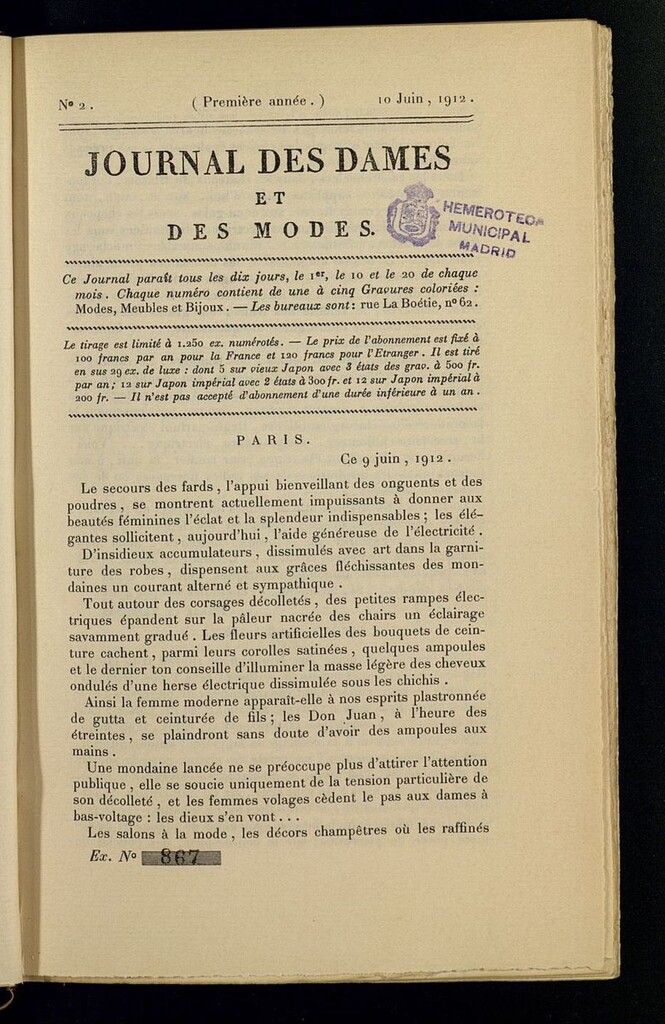 Nº 2. ( Première année. ) 10 Juin, 1912.
JOURNAL DES DAMES
ET
DES MODES.
HEMEROTECA
MUNICIPAL
MADRID
Ce Journal paraît tous les dix jours, le 1er, le 10 et le 20 de chaque
mois. Chaque numéro contient de une à cinq Gravures coloriées :
Modes, Meubles et Bijoux. — Les bureaux sont : rue La Boëtie, nº 62.
Le tirage est limité à 1.250 ex. numérotés. — Le prix de l'abonnement est fixé à
100 francs par an pour la France et 120 francs pour l'Etranger. Il est tiré
en sus 29 ex. de luxe : dont 5 sur vieux Japon avec 3 états des grav. à 500 fr.
par an ; 12 sur Japon impérial avec 2 états à 300 fr. et 12 sur Japon impérial à
200 fr. — Il n'est pas accepté d'abonnement d'une durée inférieure à un an.
PARIS.
Ce 9 juin, 1912.
Le secours des fards, l'appui bienveillant des onguents et des
poudres, se montrent actuellement impuissants à donner aux
beautés féminines l'éclat et la splendeur indispensables ; les élé-
gantes sollicitent, aujourd'hui, l'aide généreuse de l'électricité.
D'insidieux accumulateurs, dissimulés avec art dans la garni-
ture des robes, dispensent aux grâces fléchissantes des mon-
daines un courant alterné et sympathique.
Tout autour des corsages décolletés, des petites rampes élec-
triques épandent sur la pâleur nacrée des chairs un éclairage
savamment gradué. Les fleurs artificielles des bouquets de cein-
ture cachent, parmi leurs corolles satinées, quelques ampoules
et le dernier ton conseille d'illuminer la masse légère des cheveux
ondulés d'une herse électrique dissimulée sous les chichis.
Ainsi la femme moderne apparaît-elle à nos esprits plastronnée
de gutta et ceinturée de fils ; les Don Juan, à l'heure des
étreintes, se plaindront sans doute d'avoir des ampoules aux
mains.
Une mondaine lancée ne se préoccupe plus d'attirer l'attention
publique, elle se soucie uniquement de la tension particulière de
son décolleté, et les femmes volages cèdent le pas aux dames à
bas-voltage : les dieux s'en vont...
Les salons à la mode, les décors champêtres où les raffinés
Ex. Nº 867